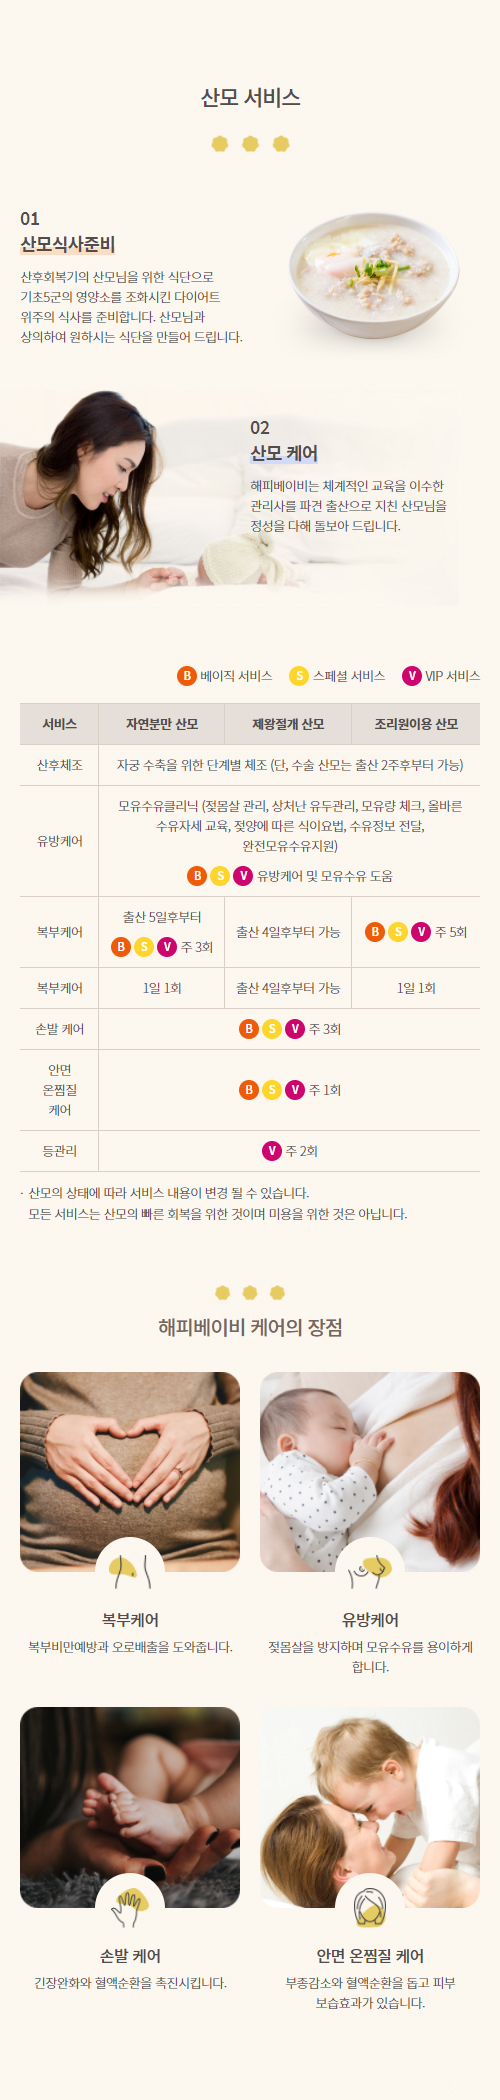 산모 서비스
01
산모식사준비
산후회복기의 산모님을 위한 식단으로
기초5군의 영양소를 조화시킨 다이어트
위주의 식사를 준비합니다. 산모님과
상의하여 원하시는 식단을 만들어 드립니다.
02
산모 케어
해피베이비는 체계적인 교육을 이수한
관리사를 파견 출산으로 지친 산모님을
정성을 다해 돌보아 드립니다.
B 베이직 서비스 S 스페셜 서비스 V VIP 서비스
서비스 자연분만 산모 제왕절개 산모 조리원이용 산모
산후체조 자궁 수축을 위한 단계별 체조 (단, 수술 산모는 출산 2주후부터 가능)
유방케어
모유수유클리닉 (젖몸살 관리, 상처난 유두관리, 모유량 체크, 올바른
수유자세 교육, 젖양에 따른 식이요법, 수유정보 전달,
완전모유수유지원)
B S V 유방케어 및 모유수유 도움
복부케어
출산 5일후부터
B S V 주 3회
출산 4일후부터 가능
B S V 주 5회
복부케어 1일 1회 출산 4일후부터 가능 1일 1회
손발 케어 B S V 주 3회
안면
온찜질
케어
B S V 주 1회
등관리 V 주 2회
· 산모의 상태에 따라 서비스 내용이 변경 될 수 있습니다.
모든 서비스는 산모의 빠른 회복을 위한 것이며 미용을 위한 것은 아닙니다.
해피베이비 케어의 장점
복부케어
복부비만예방과 오로배출을 도와줍니다.
유방케어
젖몸살을 방지하며 모유수유를 용이하게
합니다.
손발 케어
긴장완화와 혈액순환을 촉진시킵니다.
안면 온찜질 케어
부종감소와 혈액순환을 돕고 피부
보습효과가 있습니다.